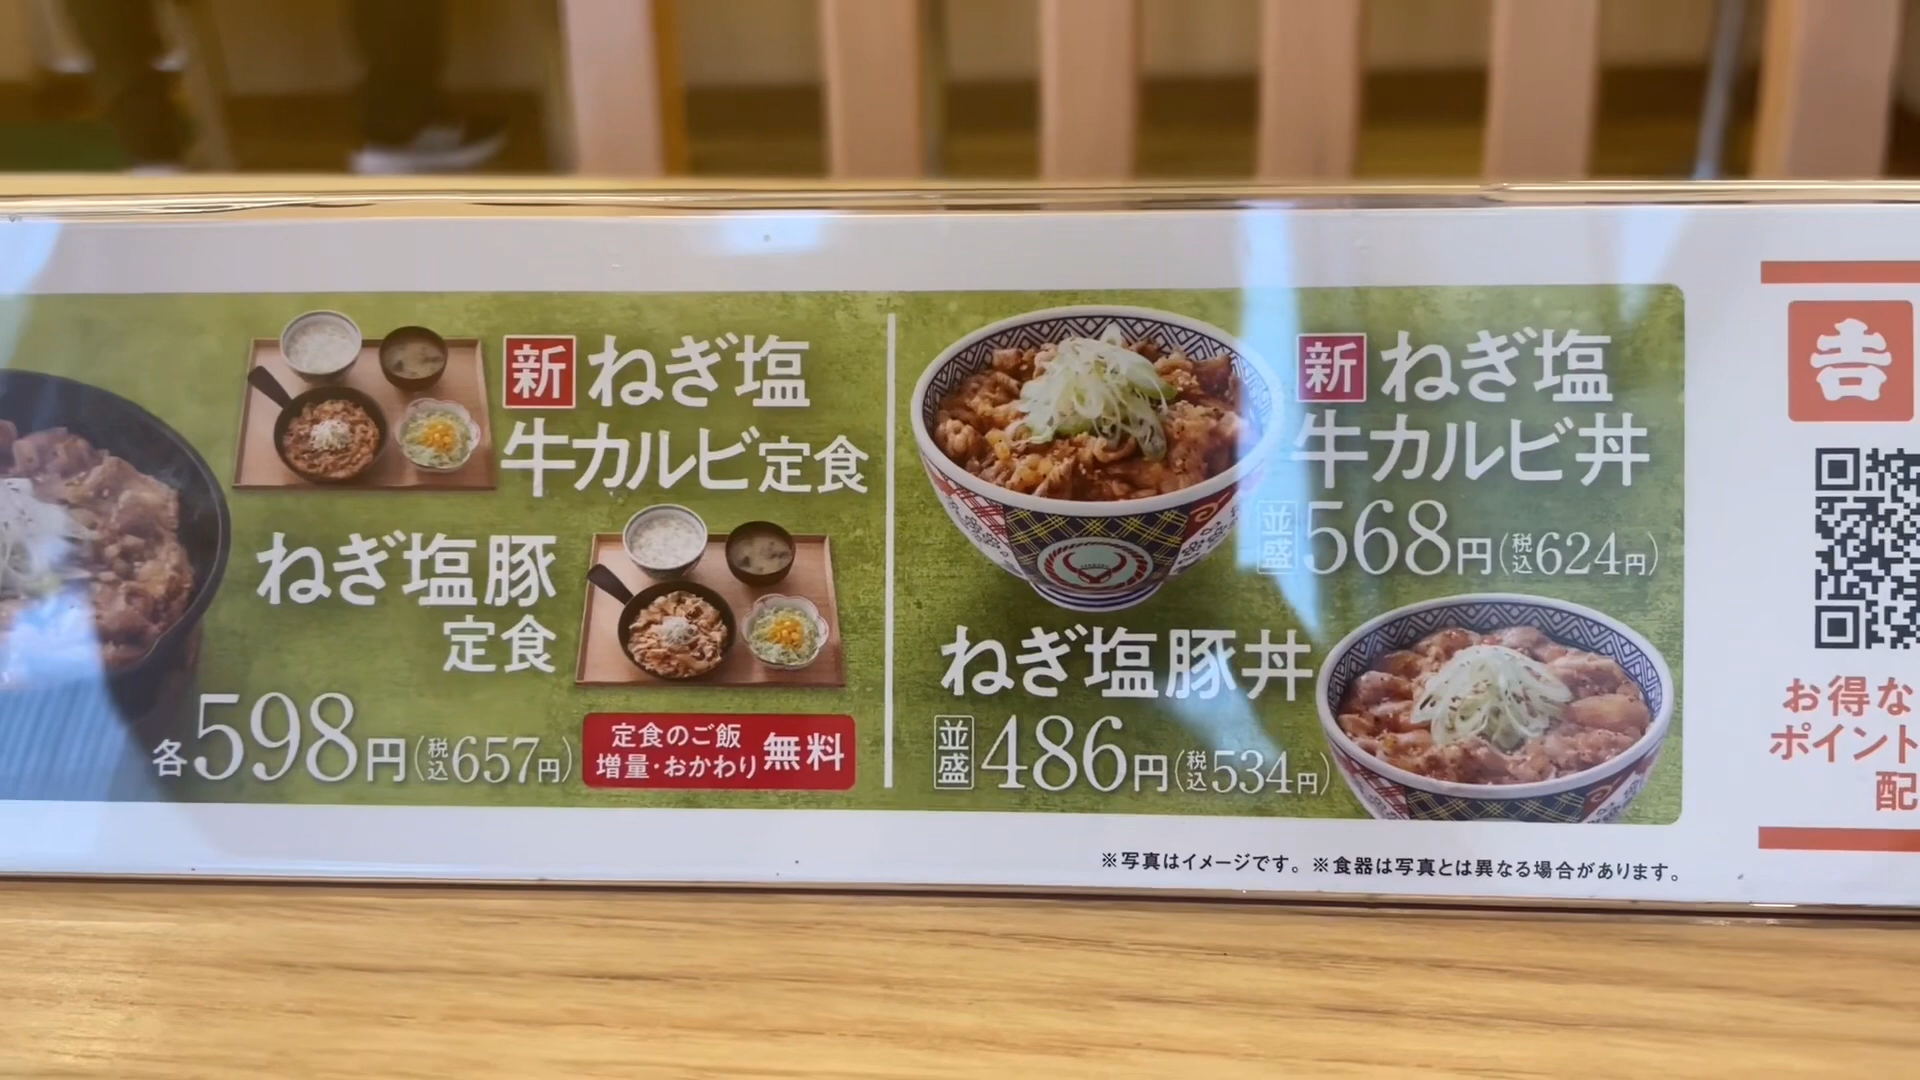 新 ねぎ塩
牛カルビ定食
ねぎ塩豚
定食
各598円(税込657円)
定食のご飯
増量・おかわり 無料
新 ねぎ塩
牛カルビ丼
並盛 568円(税込624円)
ねぎ塩豚丼
並盛 486円(税込534円)
※写真はイメージです。※食器は写真とは異なる場合があります。
吉
お得な
ポイント
配